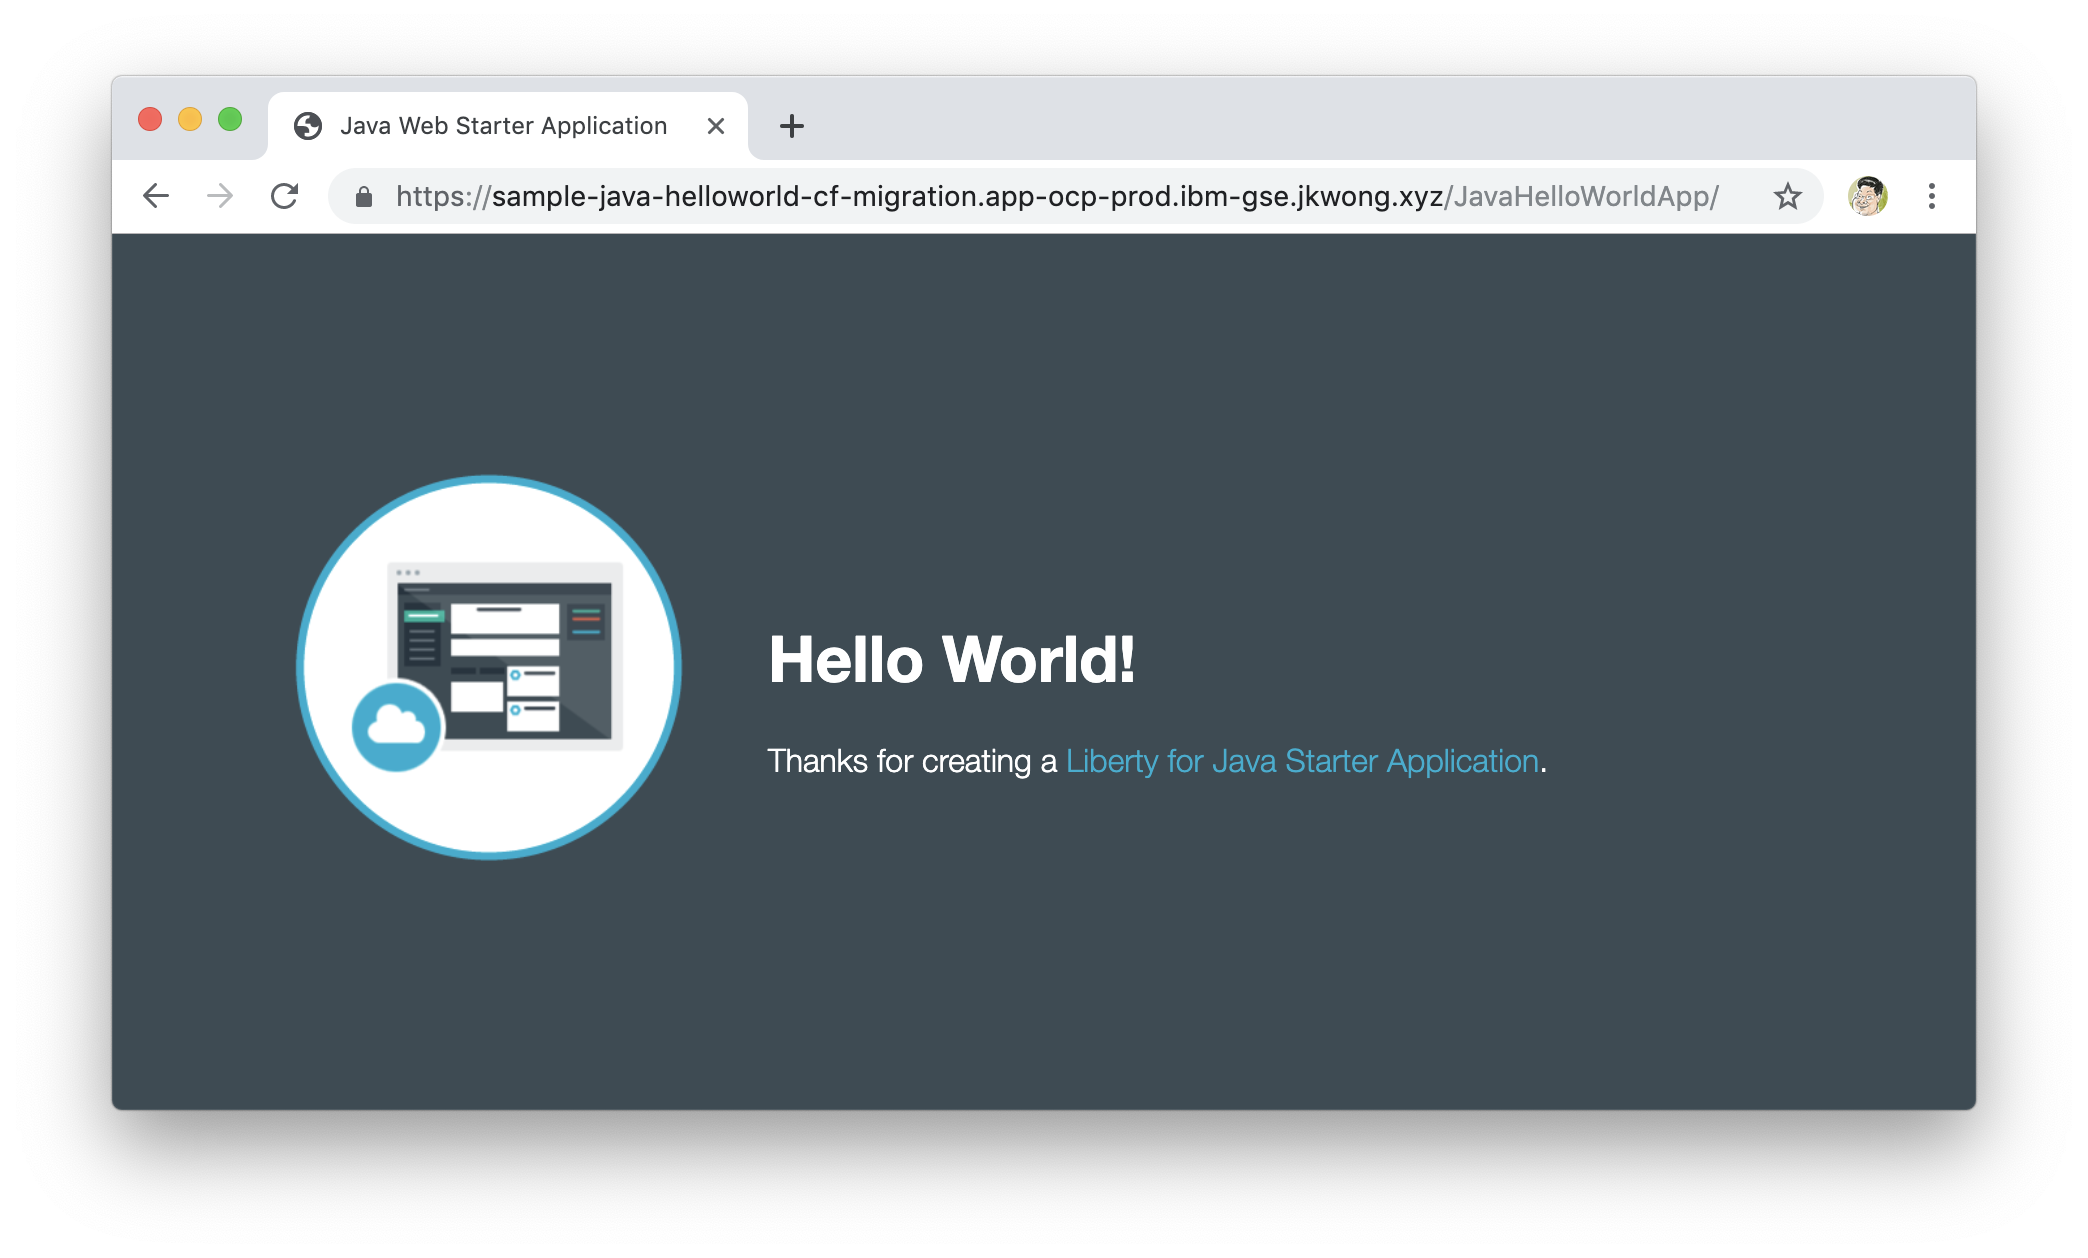 Java Web Starter Application
https://sample-java-helloworld-cf-migration.app-ocp-prod.ibm-gse.jkwong.xyz/JavaHelloWorldApp/
Hello World!
Thanks for creating a Liberty for Java Starter Application.